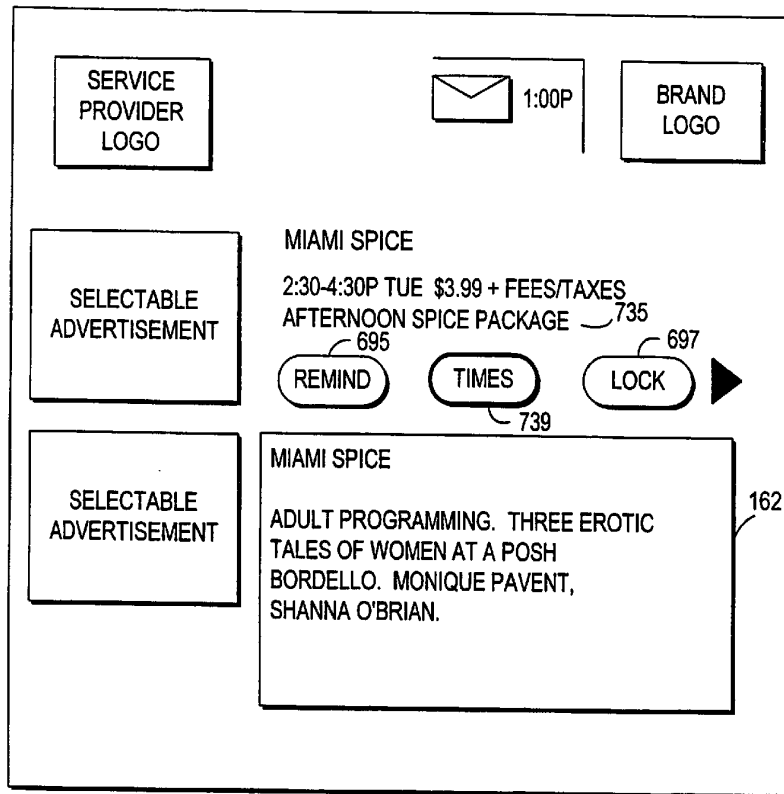 SERVICE
PROVIDER
LOGO
1:00P
BRAND
LOGO
SELECTABLE
ADVERTISEMENT
MIAMI SPICE
2:30-4:30P TUE $3.99 + FEES/TAXES
AFTERNOON SPICE PACKAGE 735
695
697
REMIND
TIMES
LOCK
739
SELECTABLE
ADVERTISEMENT
MIAMI SPICE
ADULT PROGRAMMING. THREE EROTIC
TALES OF WOMEN AT A POSH
BORDELLO. MONIQUE PAVENT,
SHANNA O'BRIAN.
162